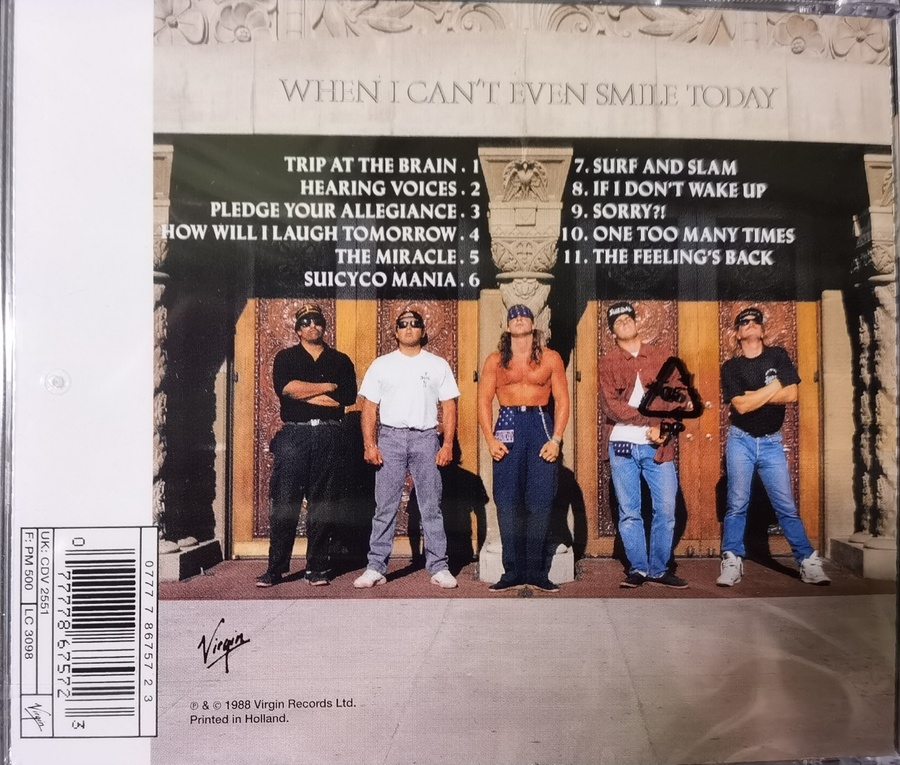 WHEN I CAN'T EVEN SMILE TODAY
TRIP AT THE BRAIN . 1
HEARING VOICES . 2
PLEDGE YOUR ALLEGIANCE . 3
HOW WILL I LAUGH TOMORROW . 4
THE MIRACLE . 5
SUICYCO MANIA . 6
7. SURF AND SLAM
8. IF I DON'T WAKE UP
9. SORRY?!
10. ONE TOO MANY TIMES
11. THE FEELING'S BACK
PP
Virgin
℗ & © 1988 Virgin Records Ltd.
Printed in Holland.
0777 7 86757 2 3
0 77778 67572 3
UK: CDV 2551
F: PM 500
LC 3098
Virgin